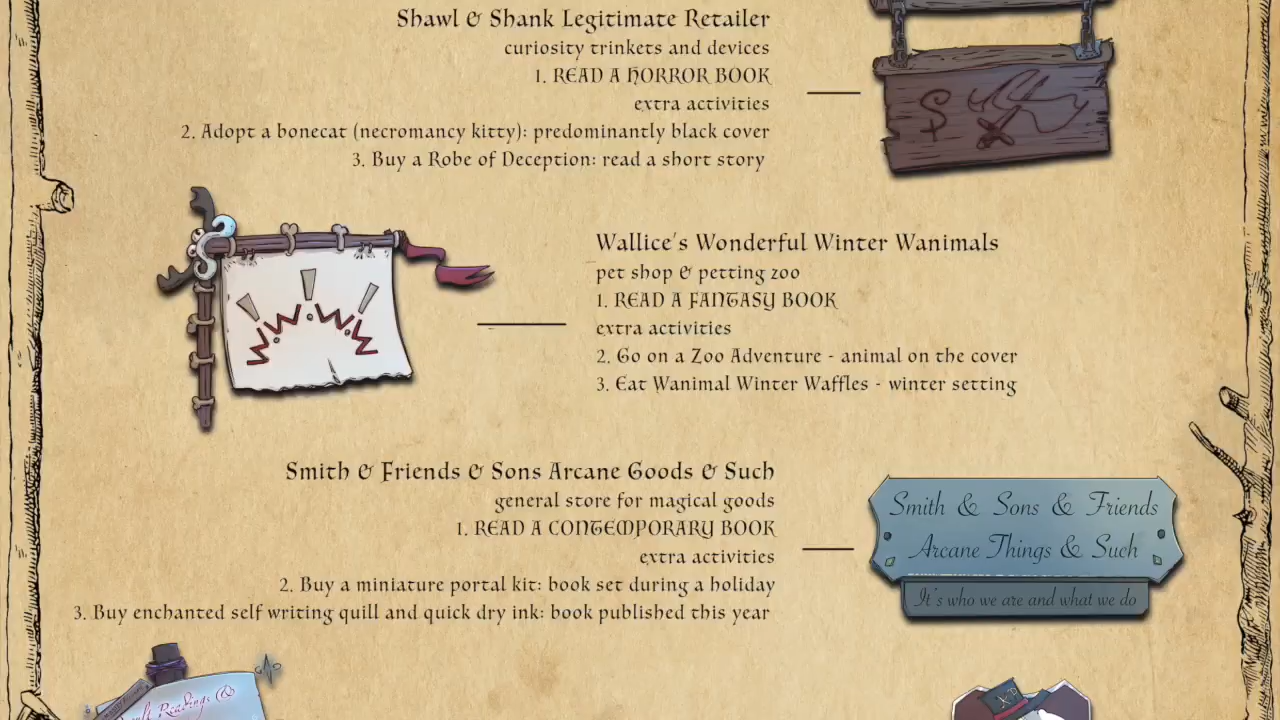 Shawl & Shank Legitimate Retailer
curiosity trinkets and devices
1. READ A HORROR BOOK
extra activities
2. Adopt a bonecat (necromancy kitty): predominantly black cover
3. Buy a Robe of Deception: read a short story
Wallice's Wonderful Winter Wanimals
pet shop & petting zoo
1. READ A FANTASY BOOK
extra activities
2. Go on a Zoo Adventure - animal on the cover
3. Eat Wanimal Winter Waffles - winter setting
Smith & Friends & Sons Arcane Goods & Such
general store for magical goods
1. READ A CONTEMPORARY BOOK
extra activities
2. Buy a miniature portal kit: book set during a holiday
3. Buy enchanted self writing quill and quick dry ink: book published this year
Smith & Sons & Friends
Arcane Things & Such
It's who we are and what we do
Readings &